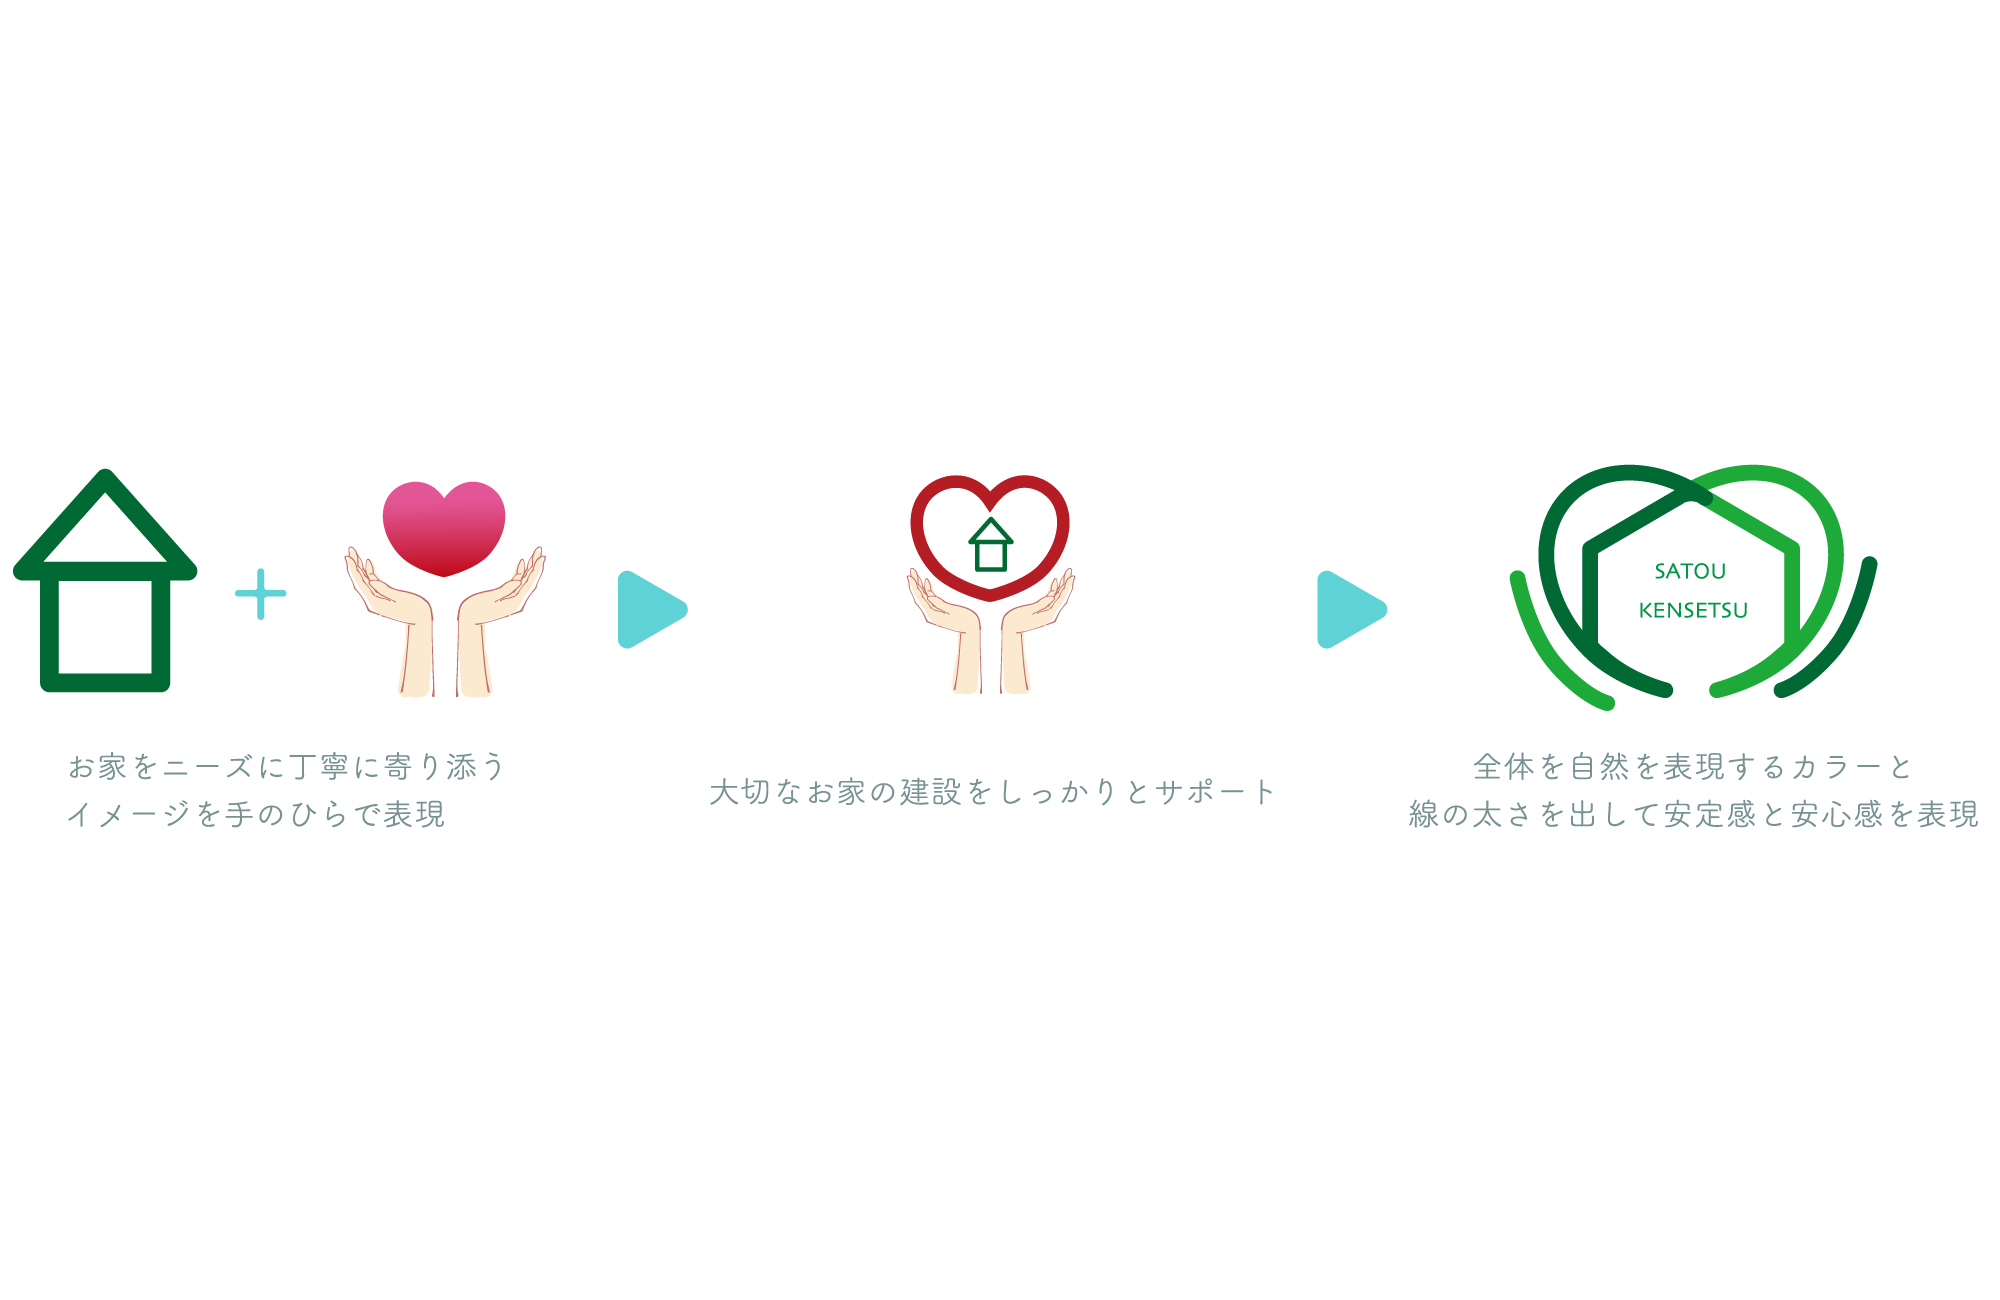 お家をニーズに丁寧に寄り添う
イメージを手のひらで表現
大切なお家の建設をしっかりとサポート
SATOU
KENSETSU
全体を自然を表現するカラーと
線の太さを出して安定感と安心感を表現